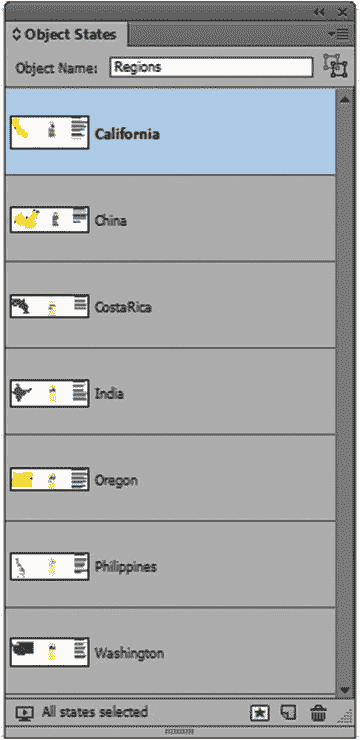 Object States
Object Name: Regions
California
China
CostaRica
India
Oregon
Philippines
Washington
All states selected